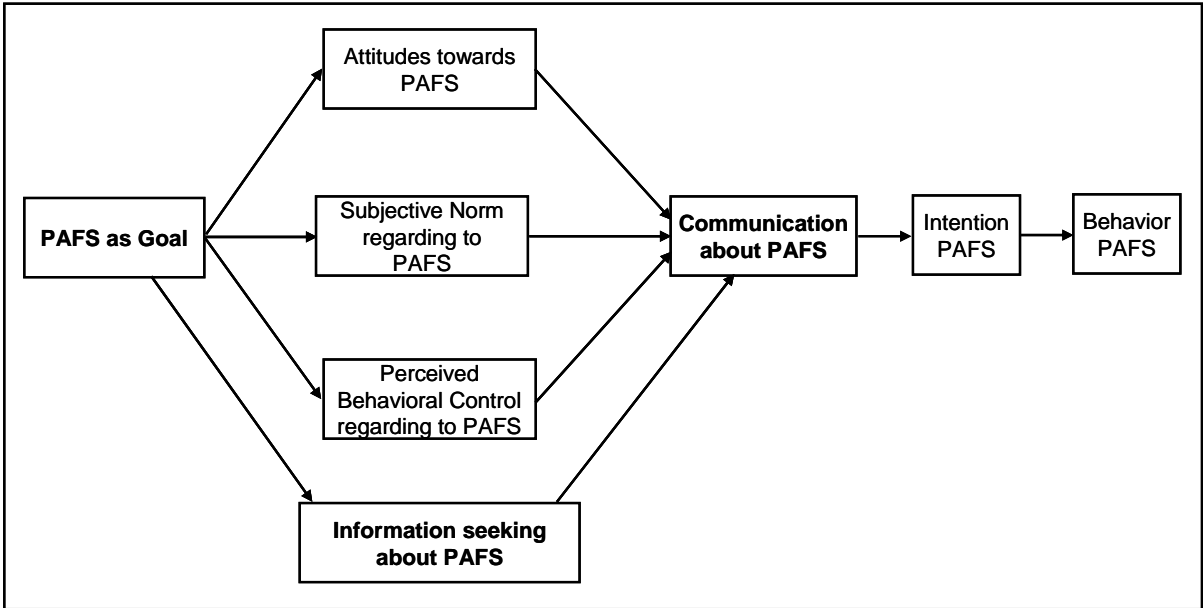 Attitudes towards
PAFS
PAFS as Goal
Subjective Norm
regarding to
PAFS
Communication
about PAFS
Intention
PAFS
Behavior
PAFS
Perceived
Behavioral Control
regarding to PAFS
Information seeking
about PAFS